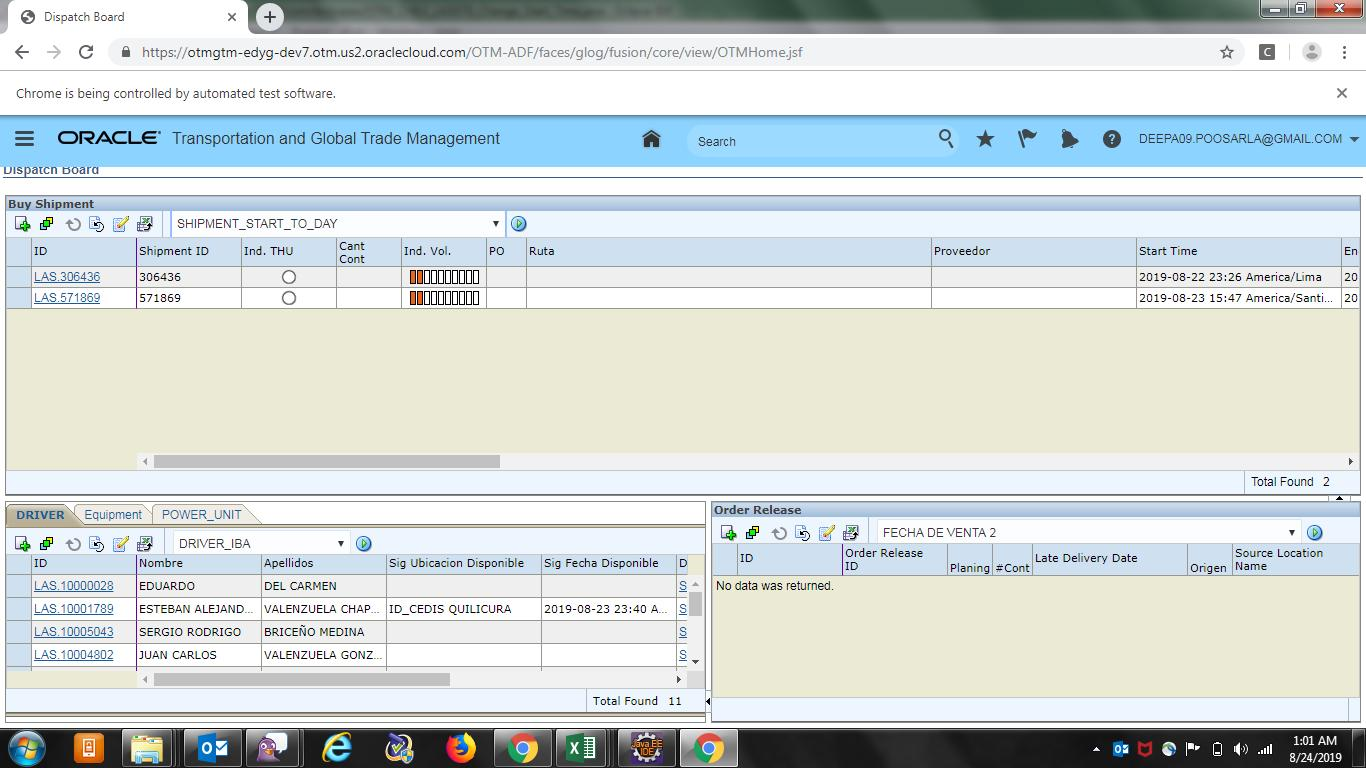 Dispatch Board
https://otmgtm-edyg-dev7.otm.us2.oraclecloud.com/OTM-ADF/faces/glog/fusion/core/view/OTMHome.jsf
C
Chrome is being controlled by automated test software.
ORACLE Transportation and Global Trade Management
Search
DEEPA09.POOSARLA@GMAIL.COM
Dispatch Board
Buy Shipment
SHIPMENT_START_TO_DAY
ID Shipment ID Ind. THU Cant Cont Ind. Vol. PO Ruta Proveedor Start Time En
LAS.306436 306436 2019-08-22 23:26 America/Lima 20
LAS.571869 571869 2019-08-23 15:47 America/Santi... 20
Total Found 2
DRIVER Equipment POWER_UNIT
DRIVER_IBA
ID Nombre Apellidos Sig Ubicacion Disponible Sig Fecha Disponible D
LAS.10000028 EDUARDO DEL CARMEN S
LAS.10001789 ESTEBAN ALEJAND... VALENZUELA CHAP... ID_CEDIS QUILICURA 2019-08-23 23:40 A... S
LAS.10005043 SERGIO RODRIGO BRICEÑO MEDINA S
LAS.10004802 JUAN CARLOS VALENZUELA GONZ... S
Total Found 11
Order Release
FECHA DE VENTA 2
ID Order Release ID Planing #Cont Late Delivery Date Origen Source Location Name
No data was returned.
Java EE
IDE
1:01 AM
8/24/2019